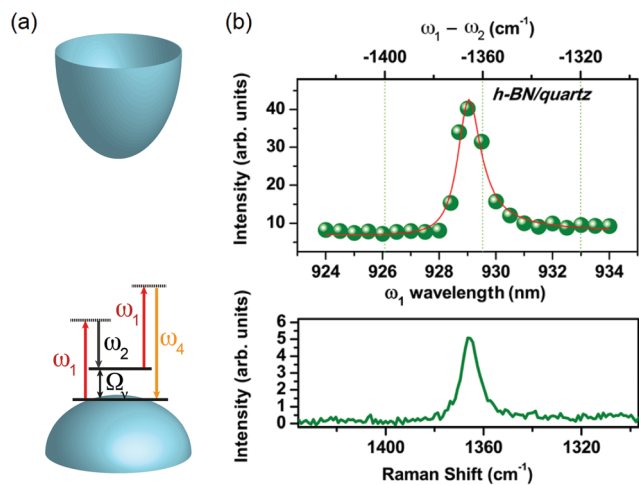 (a)
ω1
ω2
ω1
ω4
Ωv
(b)
ω₁ − ω₂ (cm⁻¹)
-1400 -1360 -1320
h-BN/quartz
Intensity (arb. units)
40
30
20
10
924 926 928 930 932 934
ω₁ wavelength (nm)
Intensity (arb. units)
6
5
4
3
2
1
0
1400 1360 1320
Raman Shift (cm⁻¹)